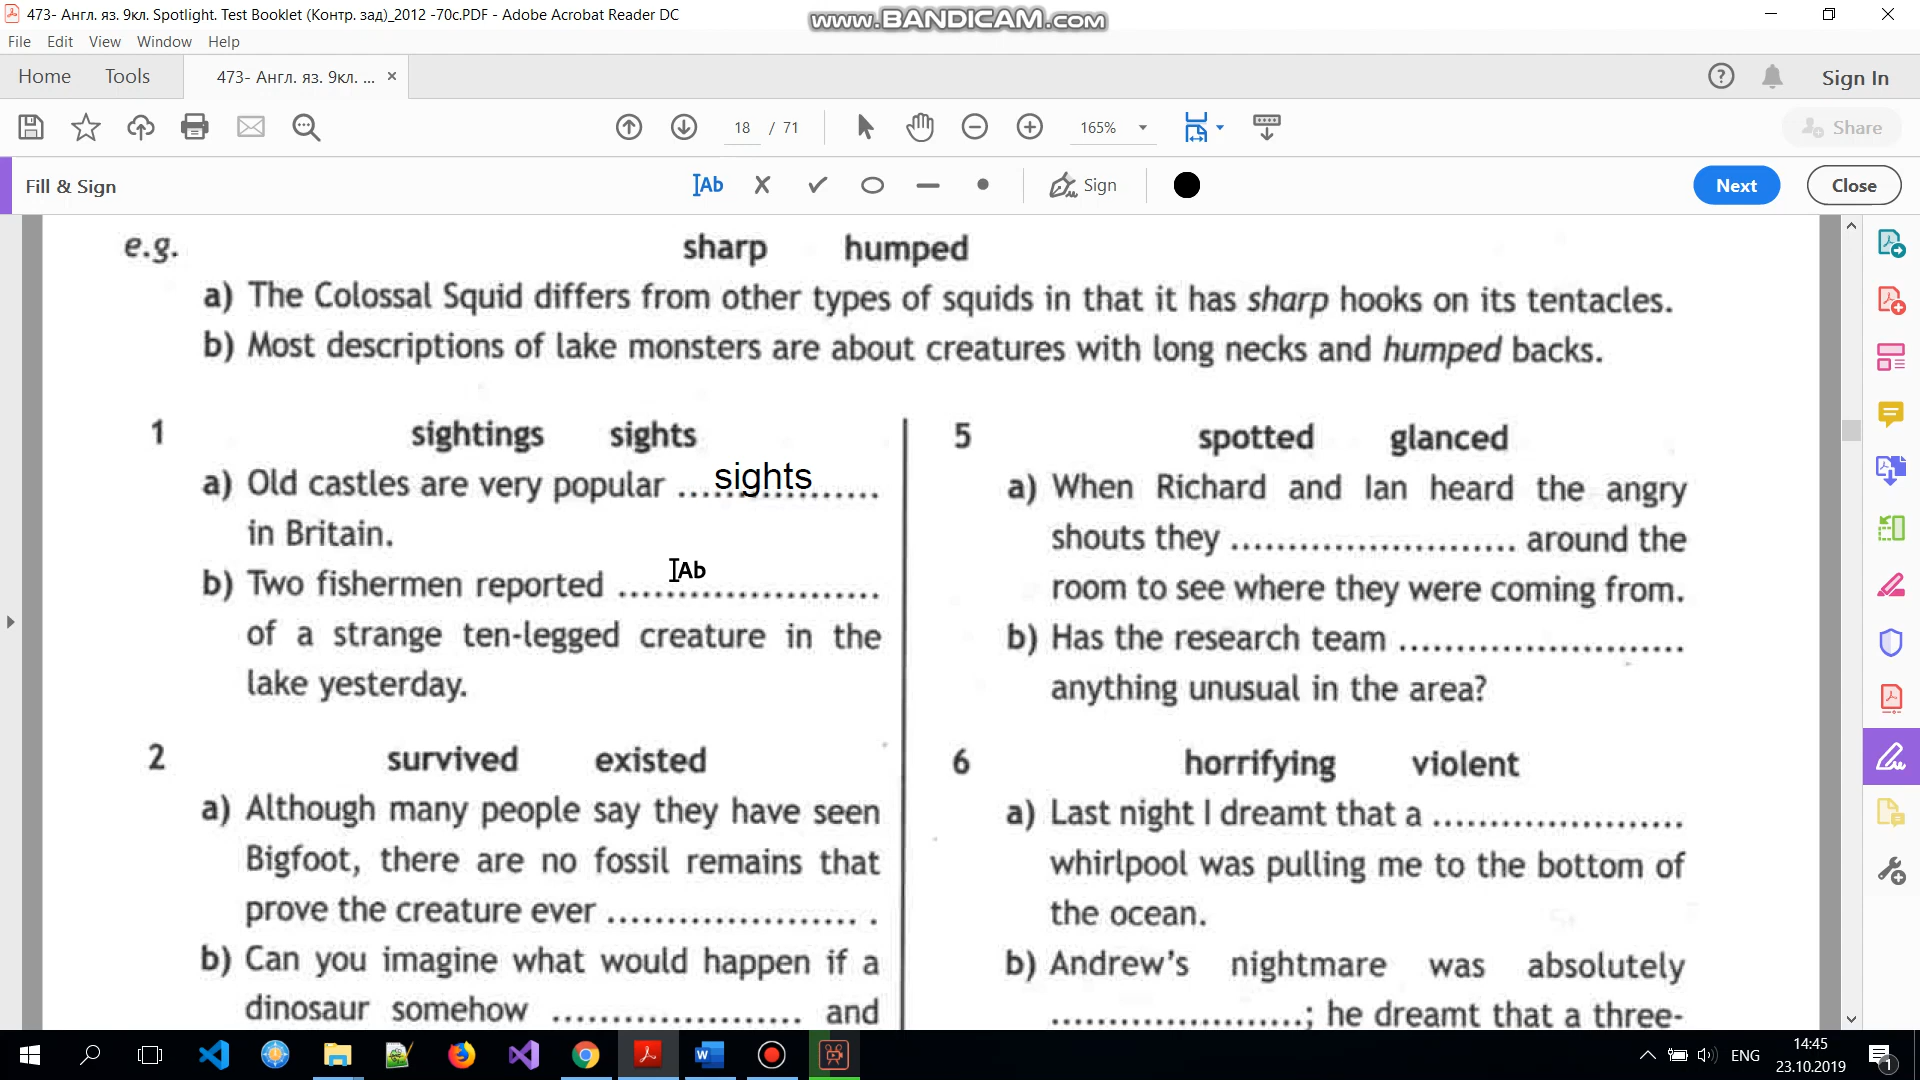 473- Англ. яз. 9кл. Spotlight. Test Booklet (Контр. зад)_2012 -70с.PDF - Adobe Acrobat Reader DC
www.BANDICAM.com
File Edit View Window Help
Home Tools 473- Англ. яз. 9кл. ... × Sign In
18 / 71 165% Share
Fill & Sign Ab Sign Next Close
e.g. sharp humped
a) The Colossal Squid differs from other types of squids in that it has sharp hooks on its tentacles.
b) Most descriptions of lake monsters are about creatures with long necks and humped backs.
1 sightings sights
a) Old castles are very popular ....sights..........
in Britain.
b) Two fishermen reported .......................
Ab
of a strange ten-legged creature in the
lake yesterday.
2 survived existed
a) Although many people say they have seen
Bigfoot, there are no fossil remains that
prove the creature ever ...................... .
b) Can you imagine what would happen if a
dinosaur somehow ...................... and
5 spotted glanced
a) When Richard and Ian heard the angry
shouts they ......................... around the
room to see where they were coming from.
b) Has the research team .........................
anything unusual in the area?
6 horrifying violent
a) Last night I dreamt that a ......................
whirlpool was pulling me to the bottom of
the ocean.
b) Andrew's nightmare was absolutely
......................; he dreamt that a three-
ENG 14:45
23.10.2019
1